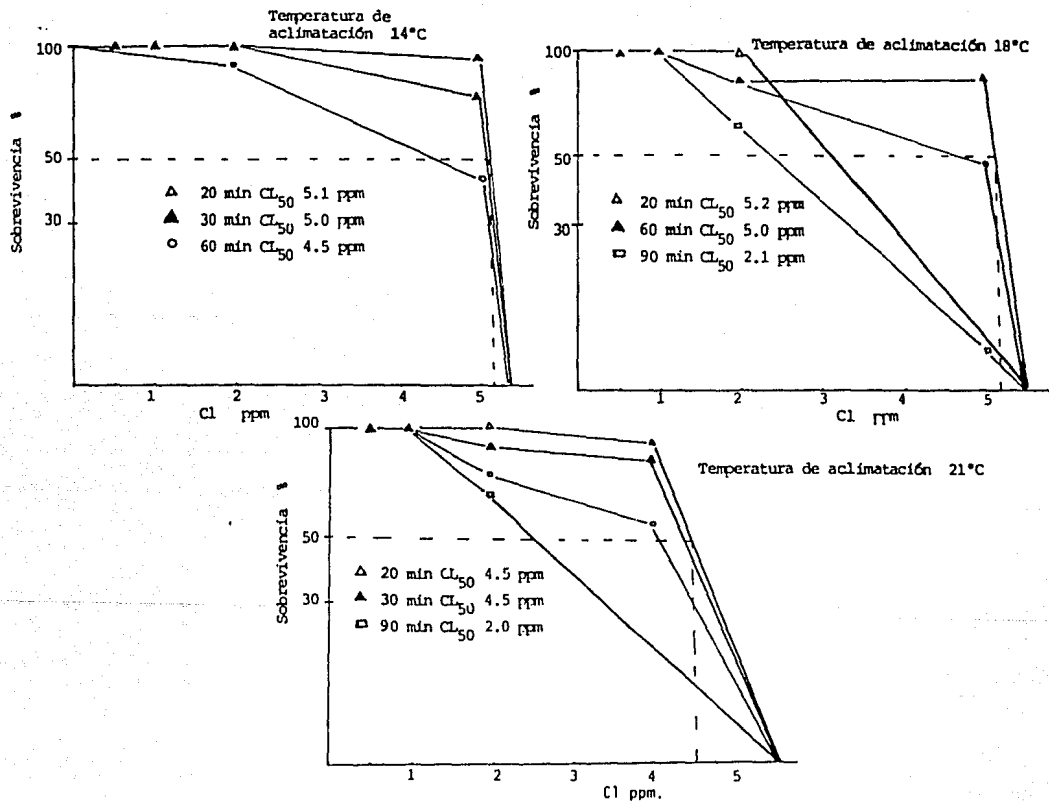 Temperatura de
aclimatación 14°C
100
50
30
Sobrevivencia %
△ 20 min CL50 5.1 ppm
▲ 30 min CL50 5.0 ppm
○ 60 min CL50 4.5 ppm
1 2 3 4 5
Cl ppm
Temperatura de aclimatación 18°C
100
50
30
Sobrevivencia %
△ 20 min CL50 5.2 ppm
▲ 60 min CL50 5.0 ppm
□ 90 min CL50 2.1 ppm
1 2 3 4 5
Cl ppm
Temperatura de aclimatación 21°C
100
50
30
Sobrevivencia %
△ 20 min CL50 4.5 ppm
▲ 30 min CL50 4.5 ppm
□ 90 min CL50 2.0 ppm
1 2 3 4 5
Cl ppm.